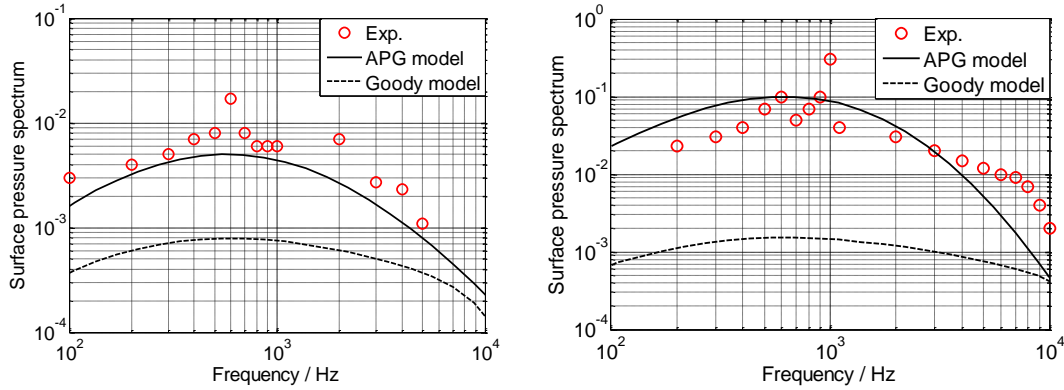 10^-1
10^-2
10^-3
10^-4
10^2
10^3
10^4
Surface pressure spectrum
Frequency / Hz
Exp.
APG model
Goody model
10^0
10^-1
10^-2
10^-3
10^-4
10^2
10^3
10^4
Surface pressure spectrum
Frequency / Hz
Exp.
APG model
Goody model